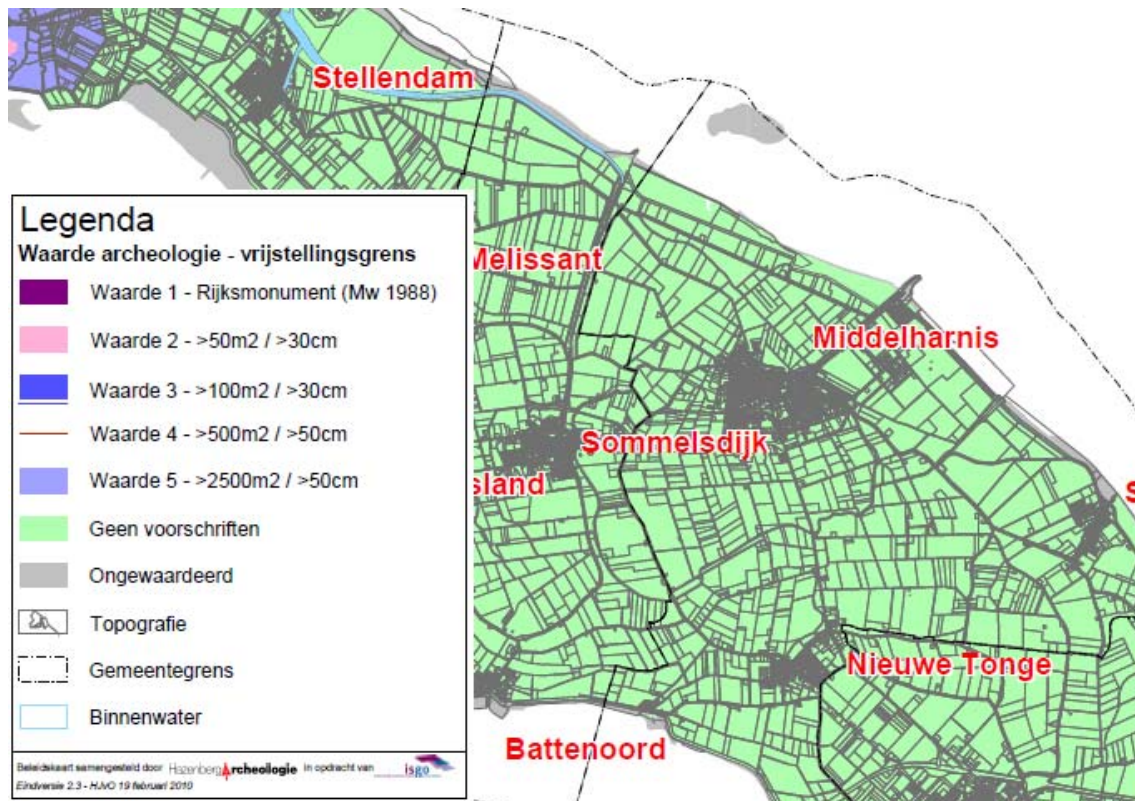 Stellendam
Melissant
Middelharnis
Sommelsdijk
sland
S
Nieuwe Tonge
Battenoord
Legenda
Waarde archeologie - vrijstellingsgrens
Waarde 1 - Rijksmonument (Mw 1988)
Waarde 2 - >50m2 / >30cm
Waarde 3 - >100m2 / >30cm
Waarde 4 - >500m2 / >50cm
Waarde 5 - >2500m2 / >50cm
Geen voorschriften
Ongewaardeerd
Topografie
Gemeentegrens
Binnenwater
Beleidskaart samengesteld door Hazenberg Archeologie in opdracht van isgo
Eindversie 2.3 - HJvO 19 februari 2010